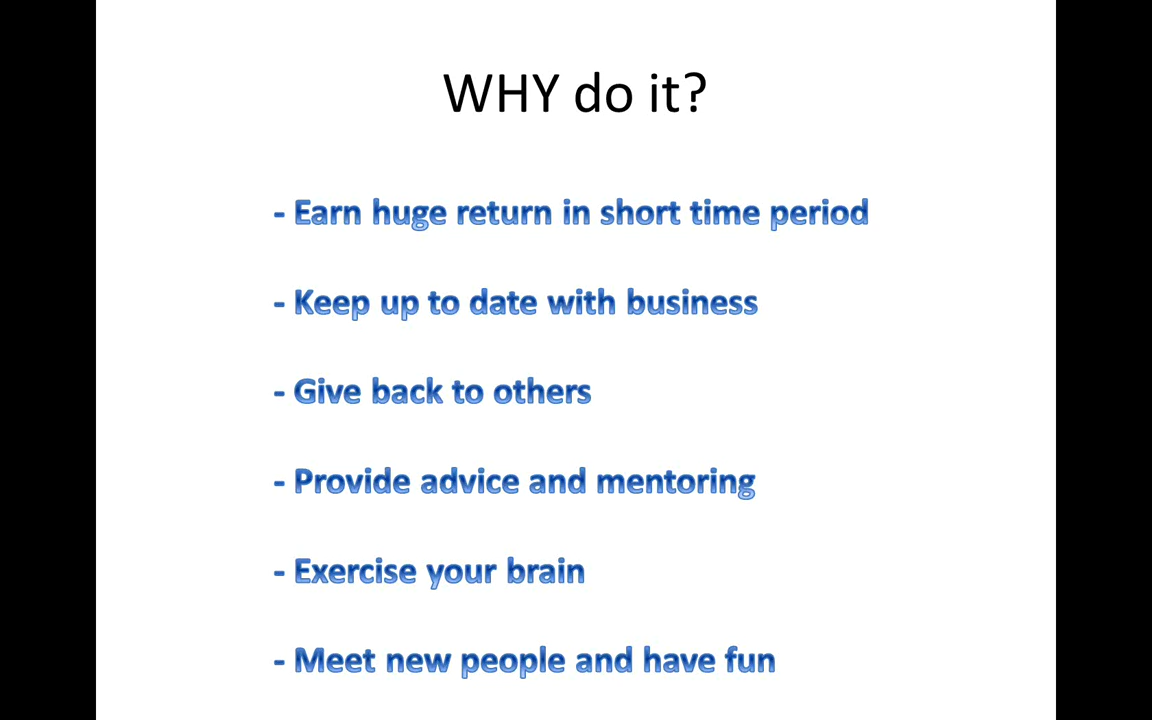 WHY do it?
- Earn huge return in short time period
- Keep up to date with business
- Give back to others
- Provide advice and mentoring
- Exercise your brain
- Meet new people and have fun